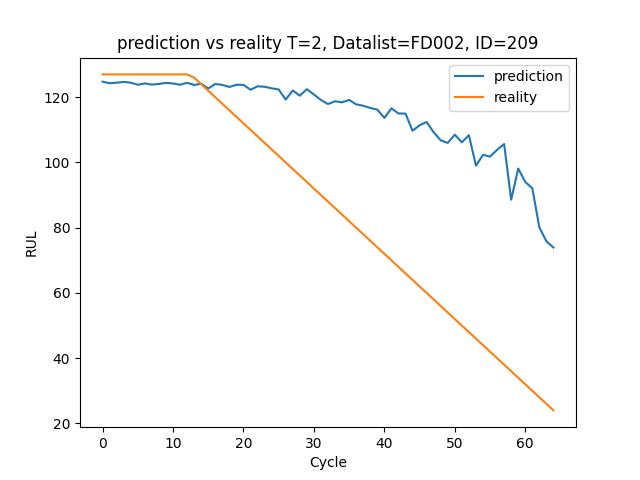 prediction vs reality T=2, Datalist=FD002, ID=209
prediction
reality
120
100
80
60
40
20
RUL
0 10 20 30 40 50 60
Cycle